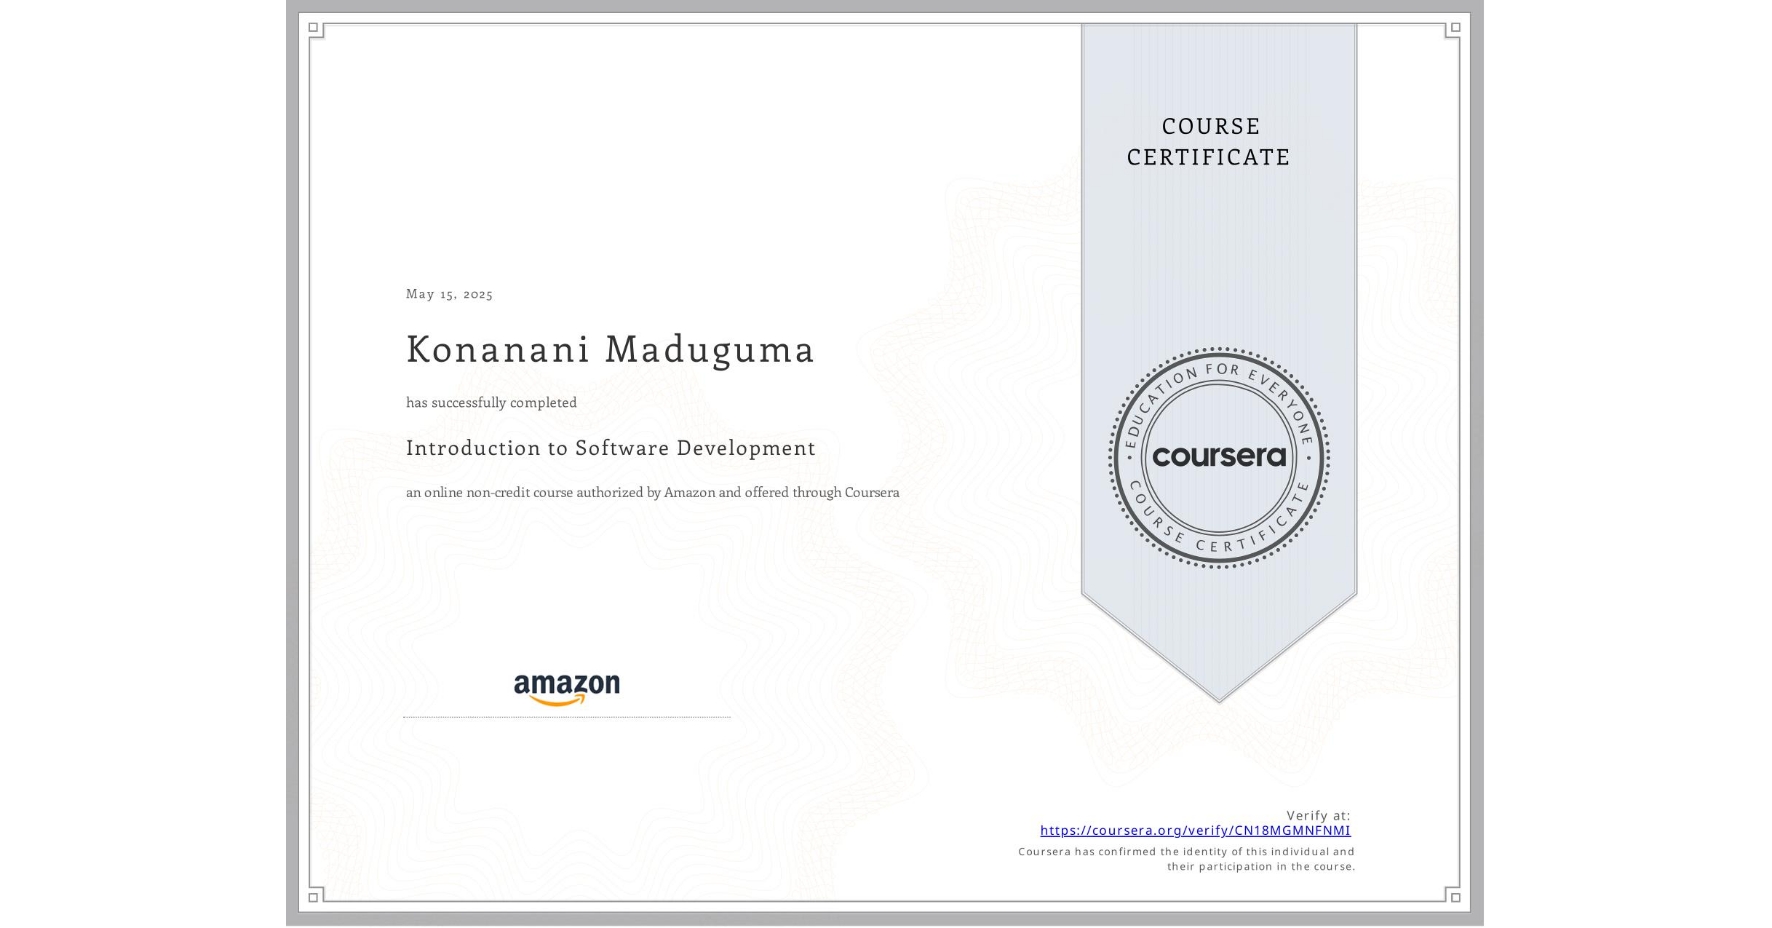 COURSE
CERTIFICATE
May 15, 2025
Konanani Maduguma
has successfully completed
Introduction to Software Development
an online non-credit course authorized by Amazon and offered through Coursera
EDUCATION FOR EVERYONE
coursera
COURSE CERTIFICATE
amazon
Verify at:
https://coursera.org/verify/CN18MGMNFNMI
Coursera has confirmed the identity of this individual and
their participation in the course.